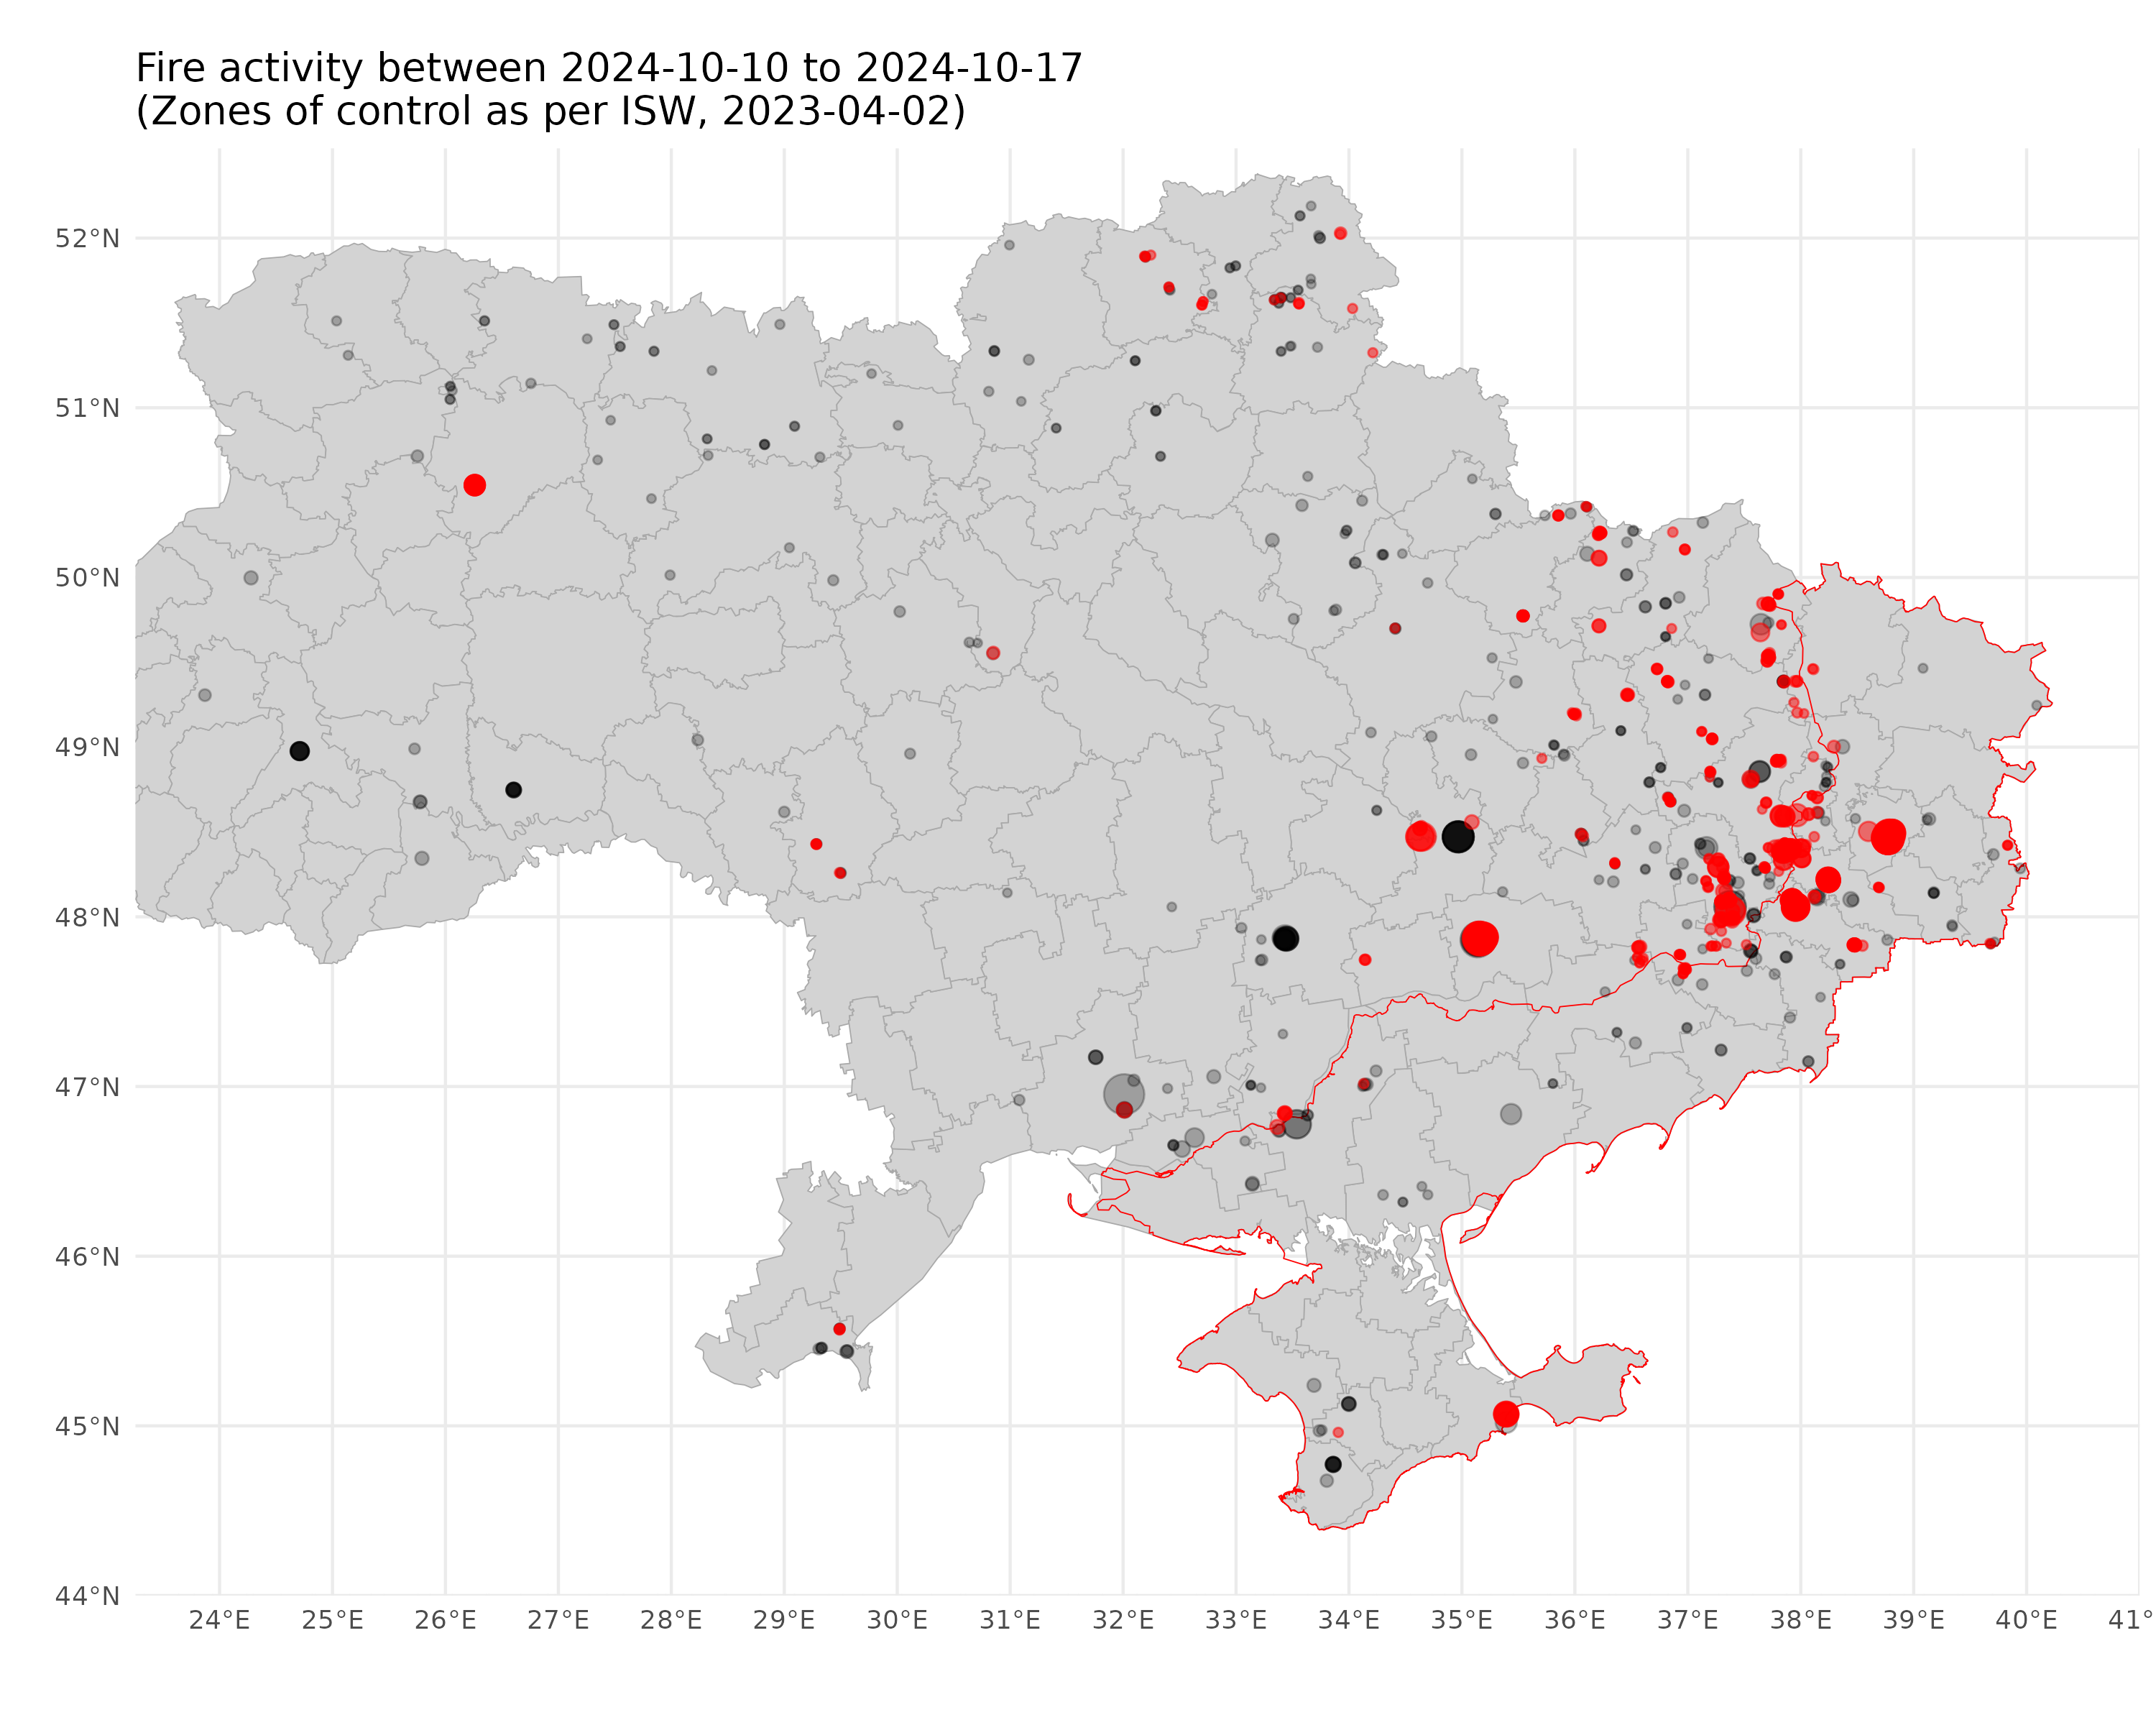 Fire activity between 2024-10-10 to 2024-10-17
(Zones of control as per ISW, 2023-04-02)
52°N
51°N
50°N
49°N
48°N
47°N
46°N
45°N
44°N
24°E 25°E 26°E 27°E 28°E 29°E 30°E 31°E 32°E 33°E 34°E 35°E 36°E 37°E 38°E 39°E 40°E 41°